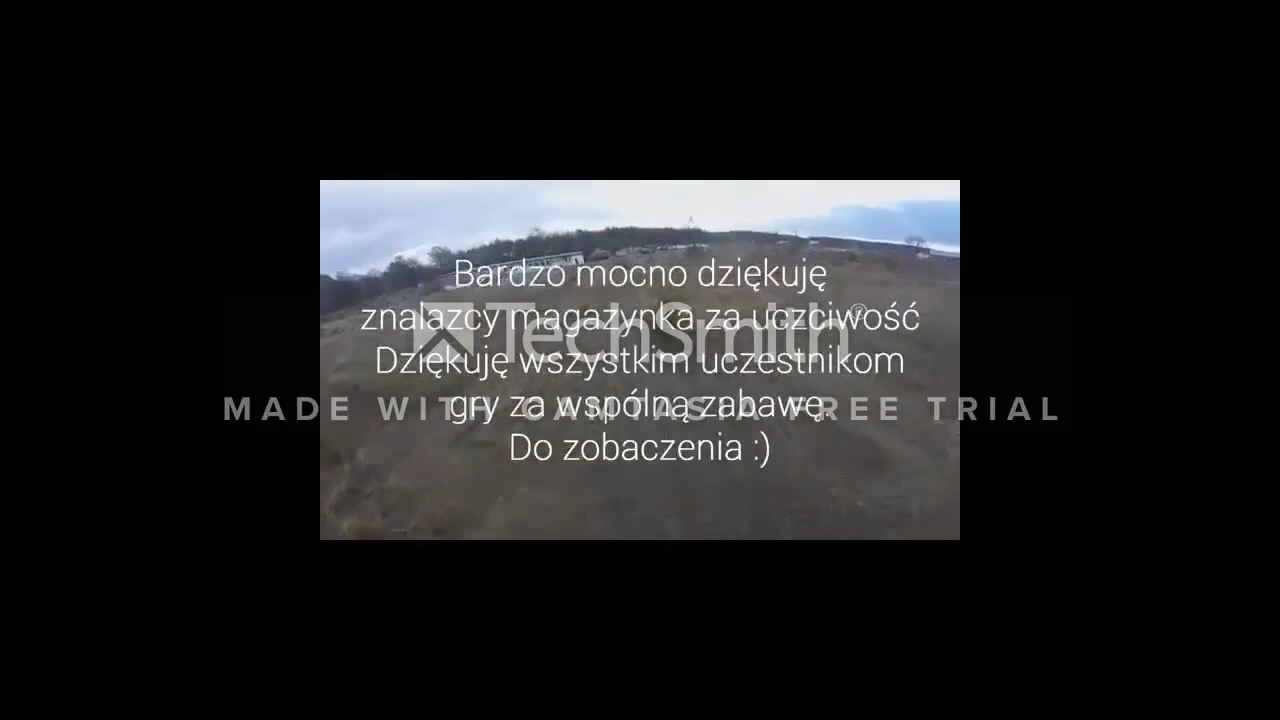 Bardzo mocno dziękuję
znalazcy magazynka za uczciwość
TechSmith®
Dziękuję wszystkim uczestnikom
gry za wspólną zabawę.
MADE WITH CAMTASIA FREE TRIAL
Do zobaczenia :)